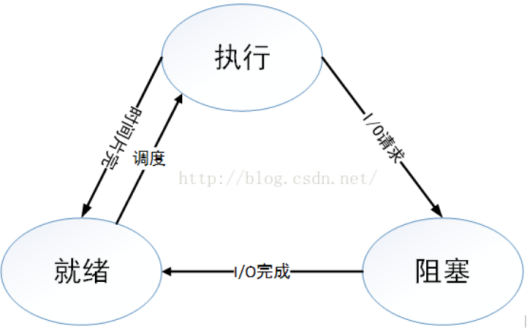 执行
时间片完
调度
I/O请求
http://blog.csdn.net/
就绪
I/O完成
阻塞